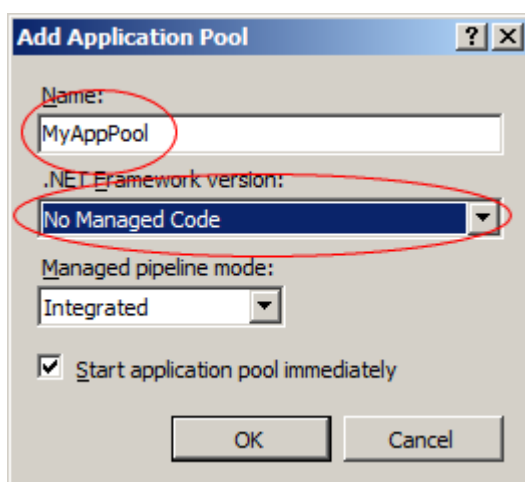 Add Application Pool
Name:
MyAppPool
.NET Framework version:
No Managed Code
Managed pipeline mode:
Integrated
Start application pool immediately
OK Cancel